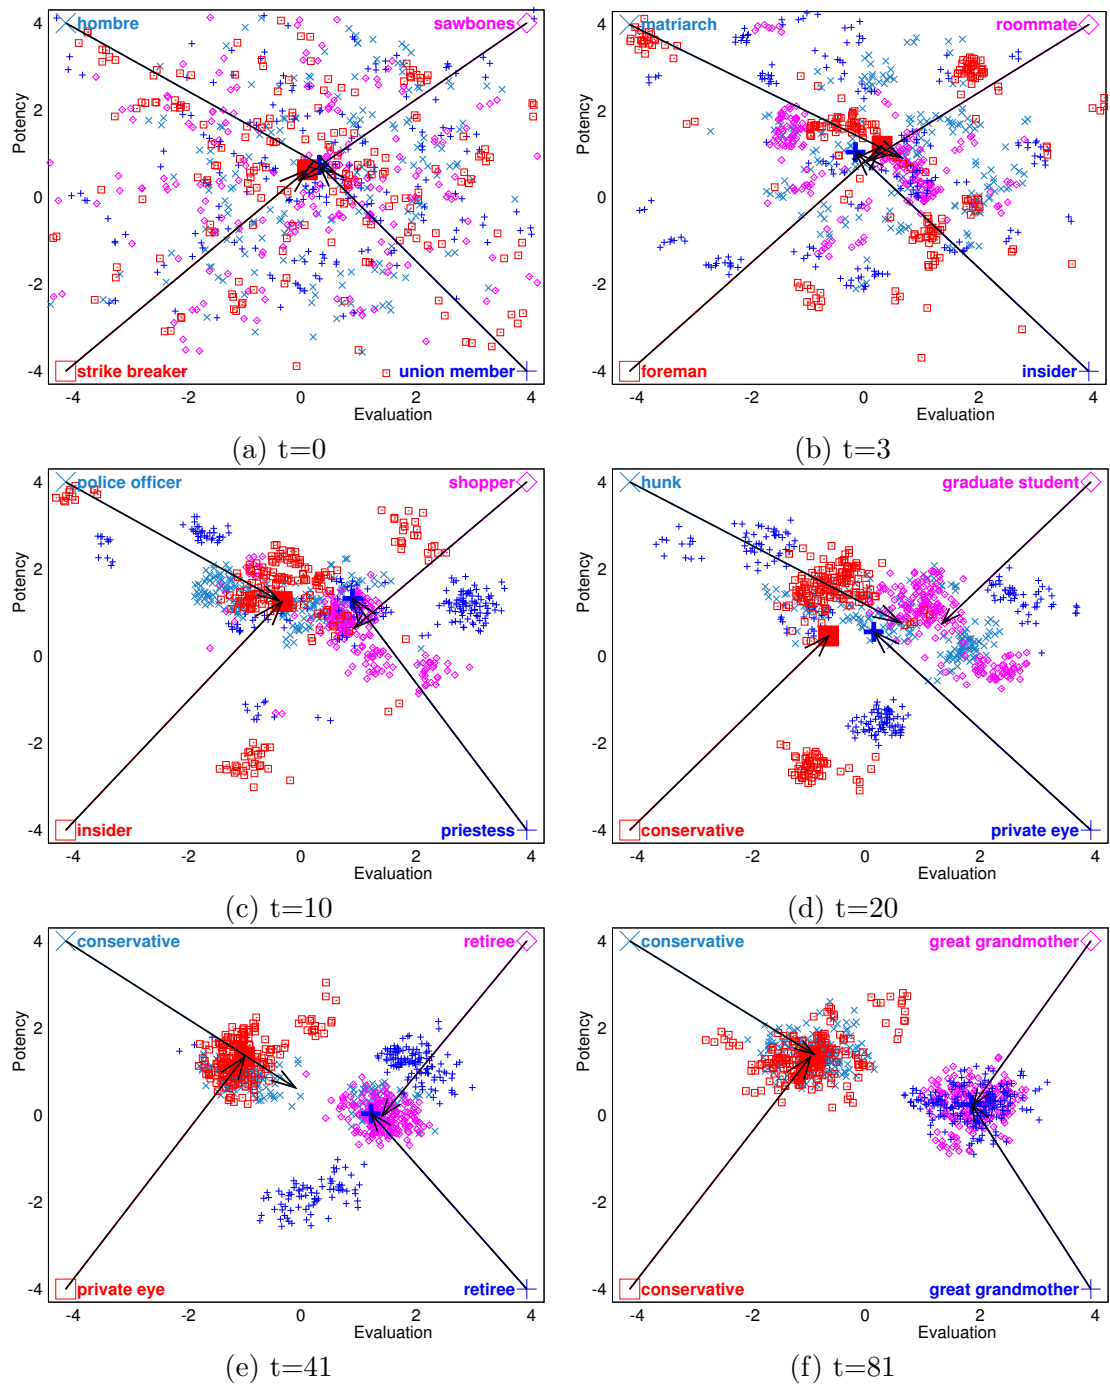 hombre sawbones
4
2
0
-2
-4
Potency
strike breaker union member
-4 -2 0 2 4
Evaluation
(a) t=0
matriarch roommate
4
2
0
-2
-4
Potency
foreman insider
-4 -2 0 2 4
Evaluation
(b) t=3
police officer shopper
4
2
0
-2
-4
Potency
insider priestess
-4 -2 0 2 4
Evaluation
(c) t=10
hunk graduate student
4
2
0
-2
-4
Potency
conservative private eye
-4 -2 0 2 4
Evaluation
(d) t=20
conservative retiree
4
2
0
-2
-4
Potency
private eye retiree
-4 -2 0 2 4
Evaluation
(e) t=41
conservative great grandmother
4
2
0
-2
-4
Potency
conservative great grandmother
-4 -2 0 2 4
Evaluation
(f) t=81